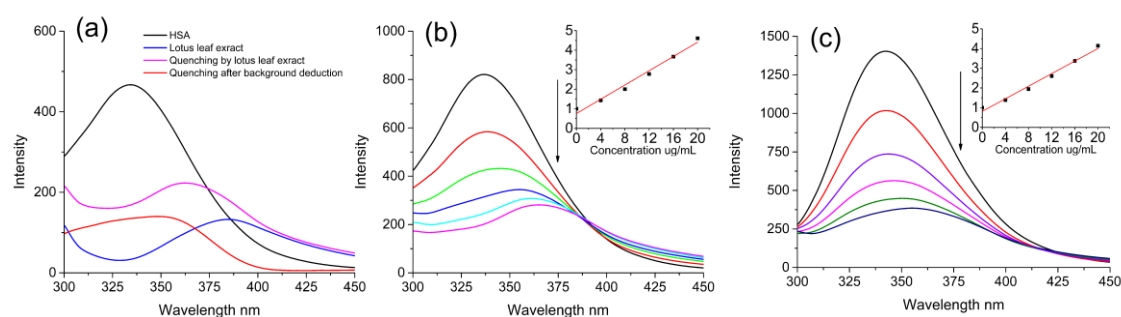 (a)
HSA
Lotus leaf exract
Quenching by lotus leaf exract
Quenching after background deduction
600
400
200
0
300 325 350 375 400 425 450
Intensity
Wavelength nm
(b)
1000
800
600
400
200
0
300 325 350 375 400 425 450
Intensity
Wavelength nm
5
4
3
2
1
0
0 4 8 12 16 20
Concentration ug/mL
(c)
1500
1250
1000
750
500
250
0
300 325 350 375 400 425 450
Intensity
Wavelength nm
5
4
3
2
1
0
0 4 8 12 16 20
Concentration ug/mL